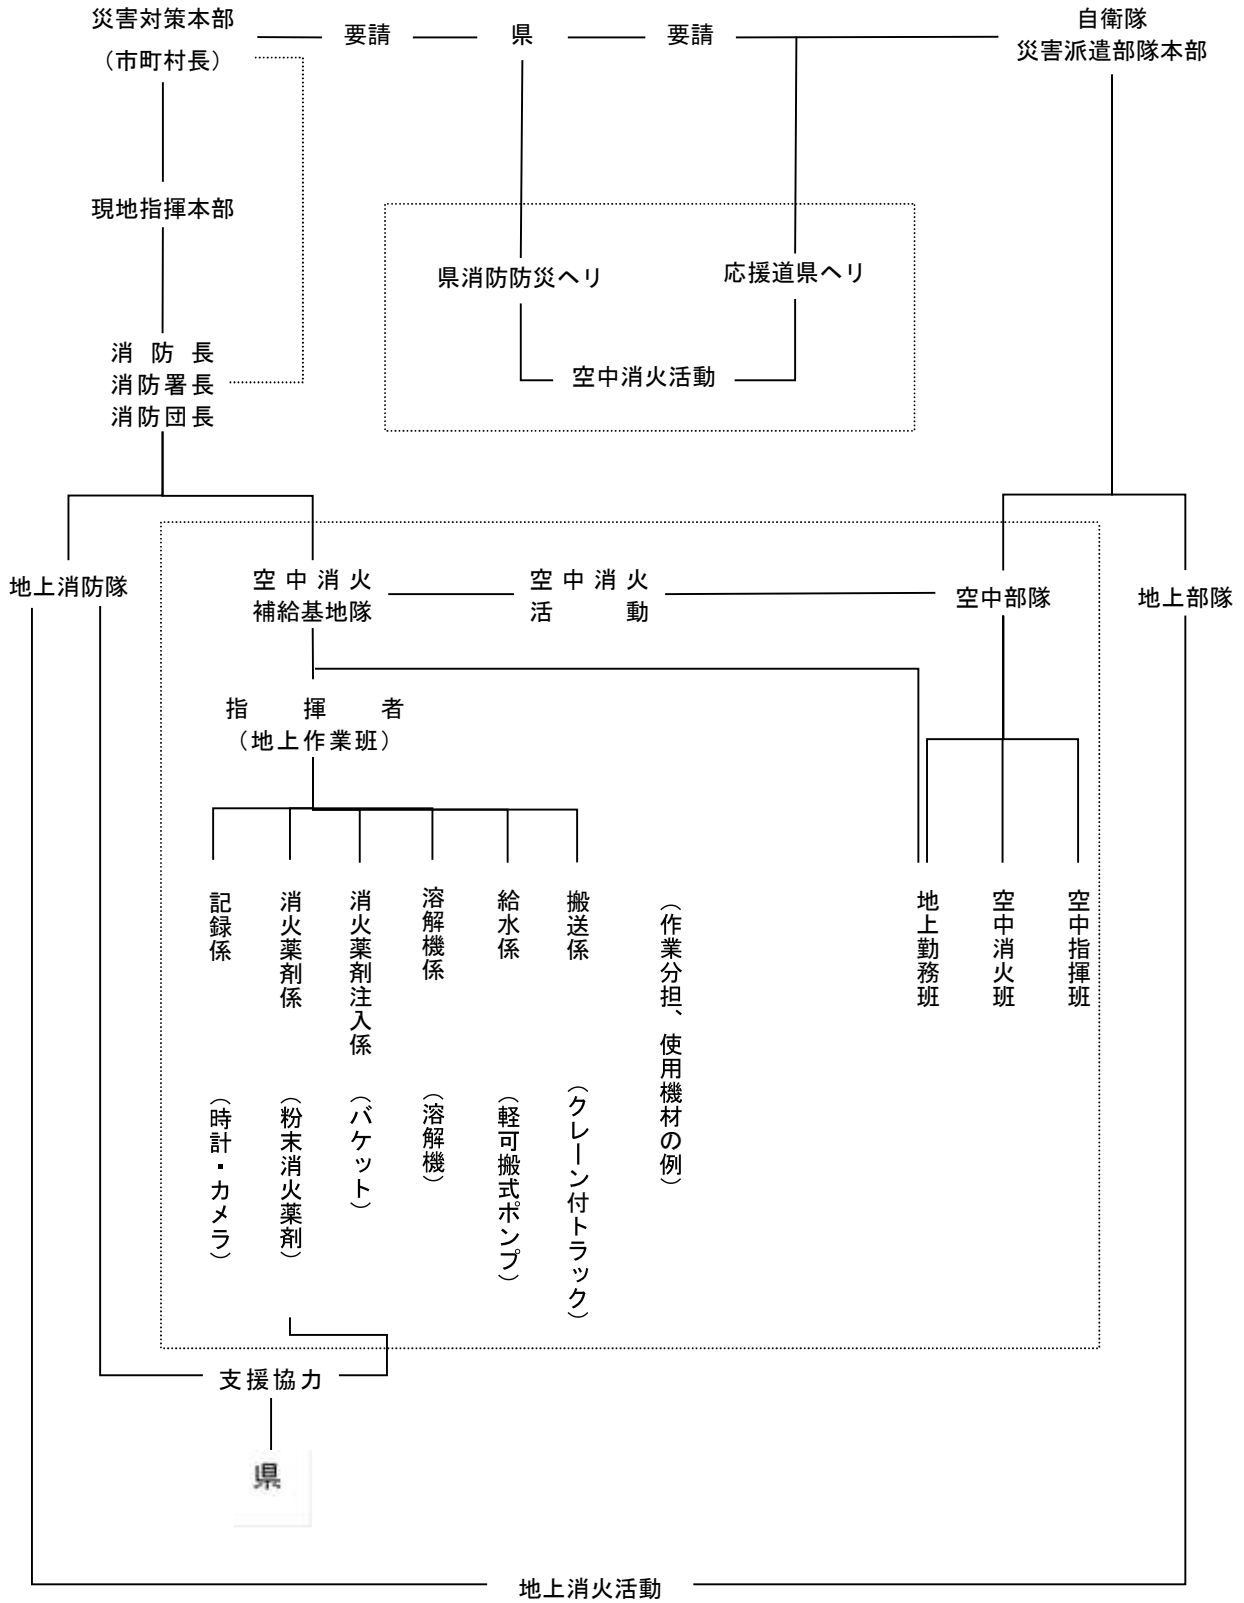 災害対策本部
（市町村長）
要請
県
要請
自衛隊
災害派遣部隊本部
現地指揮本部
県消防防災ヘリ
応援道県ヘリ
空中消火活動
消防長
消防署長
消防団長
地上消防隊
空中消火
補給基地隊
空中消火
活動
空中部隊
地上部隊
指揮者
（地上作業班）
記録係
（時計・カメラ）
消火薬剤係
（粉末消火薬剤）
消火薬剤注入係
（バケット）
溶解機係
（溶解機）
給水係
（軽可搬式ポンプ）
搬送係
（クレーン付トラック）
（作業分担、使用機材の例）
地上勤務班
空中消火班
空中指揮班
支援協力
県
地上消火活動